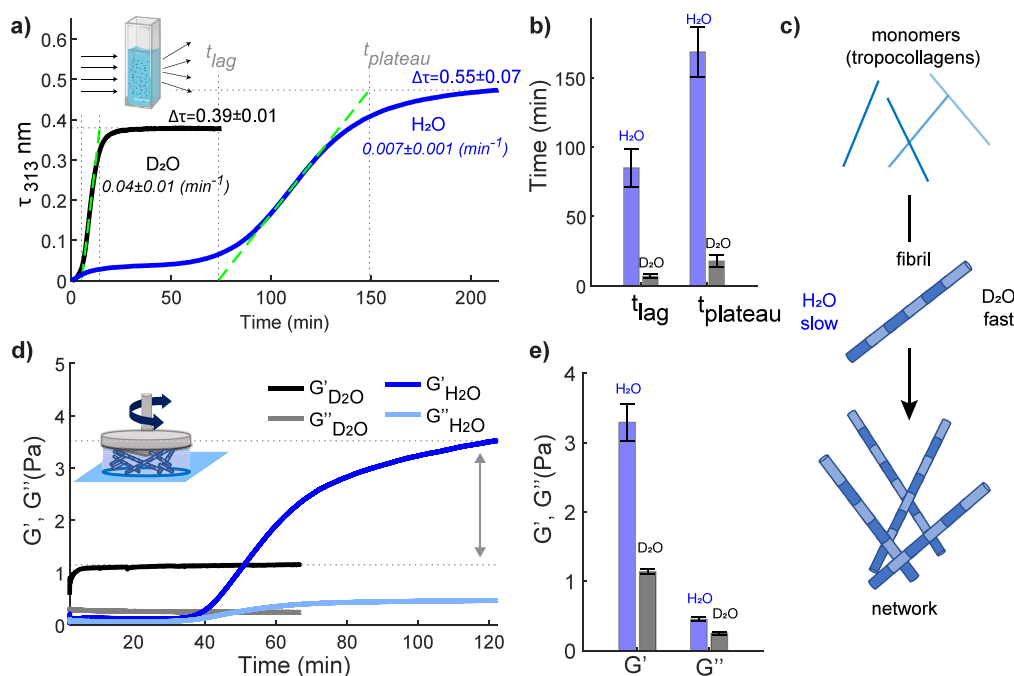 a)
τ 313 nm
0.6
0.5
0.4
0.3
0.2
0.1
0
t_lag
t_plateau
Δτ=0.55±0.07
Δτ=0.39±0.01
D₂O
0.04±0.01 (min⁻¹)
H₂O
0.007±0.001 (min⁻¹)
0
50
100
150
200
Time (min)
b)
Time (min)
150
100
50
0
H₂O
D₂O
H₂O
D₂O
t_lag
t_plateau
c)
monomers
(tropocollagens)
fibril
H₂O
slow
D₂O
fast
network
d)
G', G''(Pa)
5
4
3
2
1
0
G'D₂O
G''D₂O
G'H₂O
G''H₂O
20
40
60
80
100
120
Time (min)
e)
G', G''(Pa)
4
3
2
1
0
H₂O
D₂O
H₂O
D₂O
G'
G''